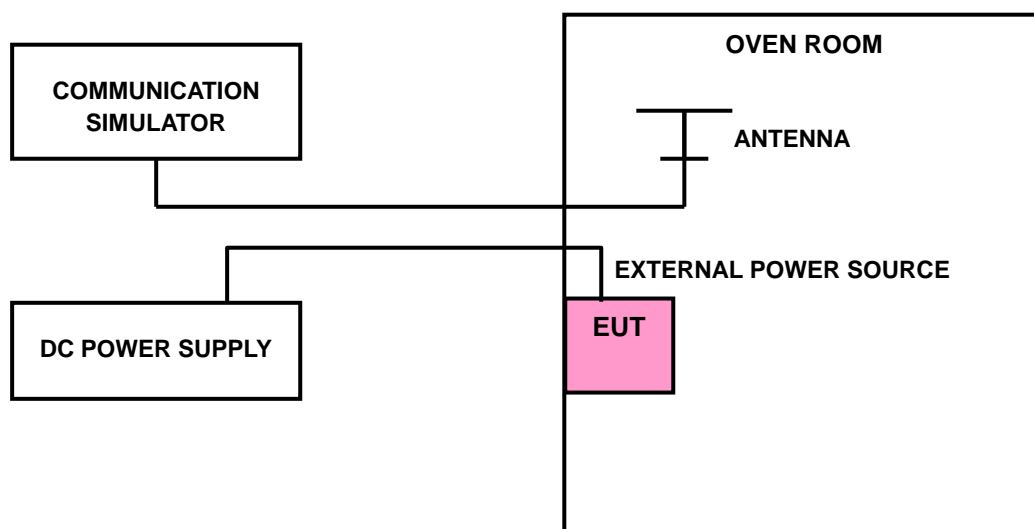 OVEN ROOM
COMMUNICATION
SIMULATOR
ANTENNA
EXTERNAL POWER SOURCE
EUT
DC POWER SUPPLY